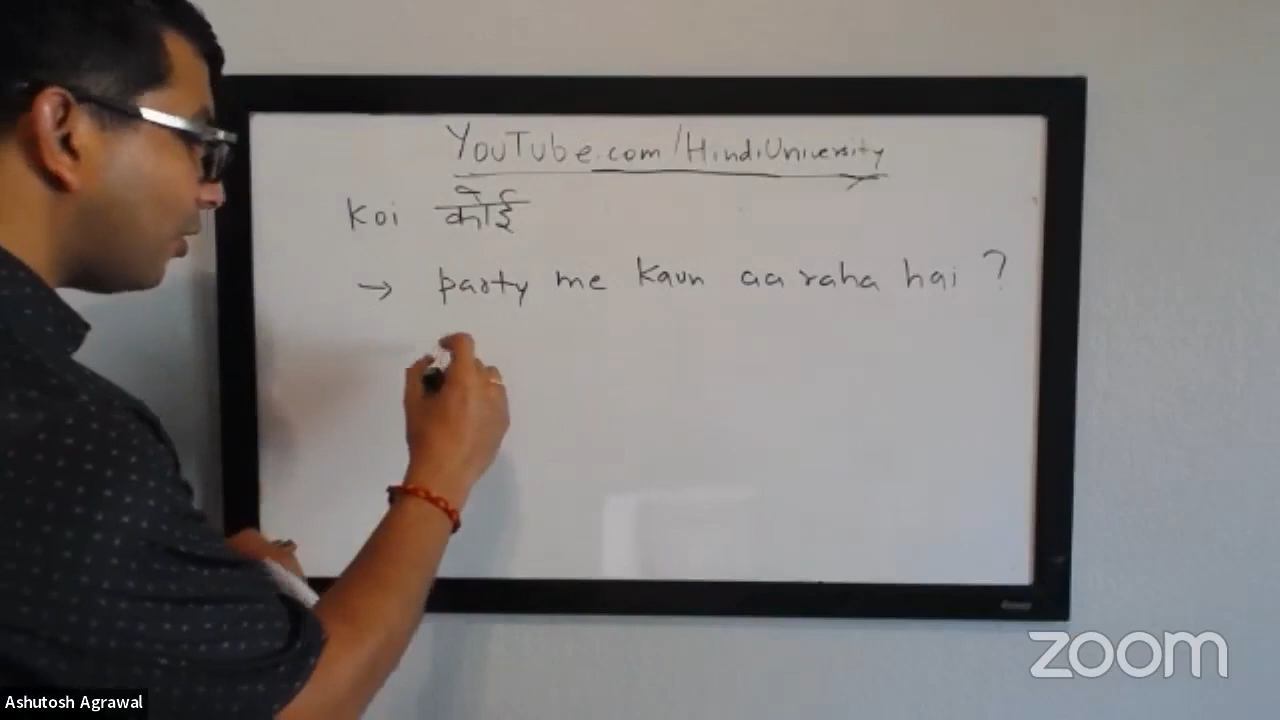 YouTube.com/HindiUniversity
Koi कोई
→ party me kaun aa raha hai ?
zoom
Ashutosh Agrawal